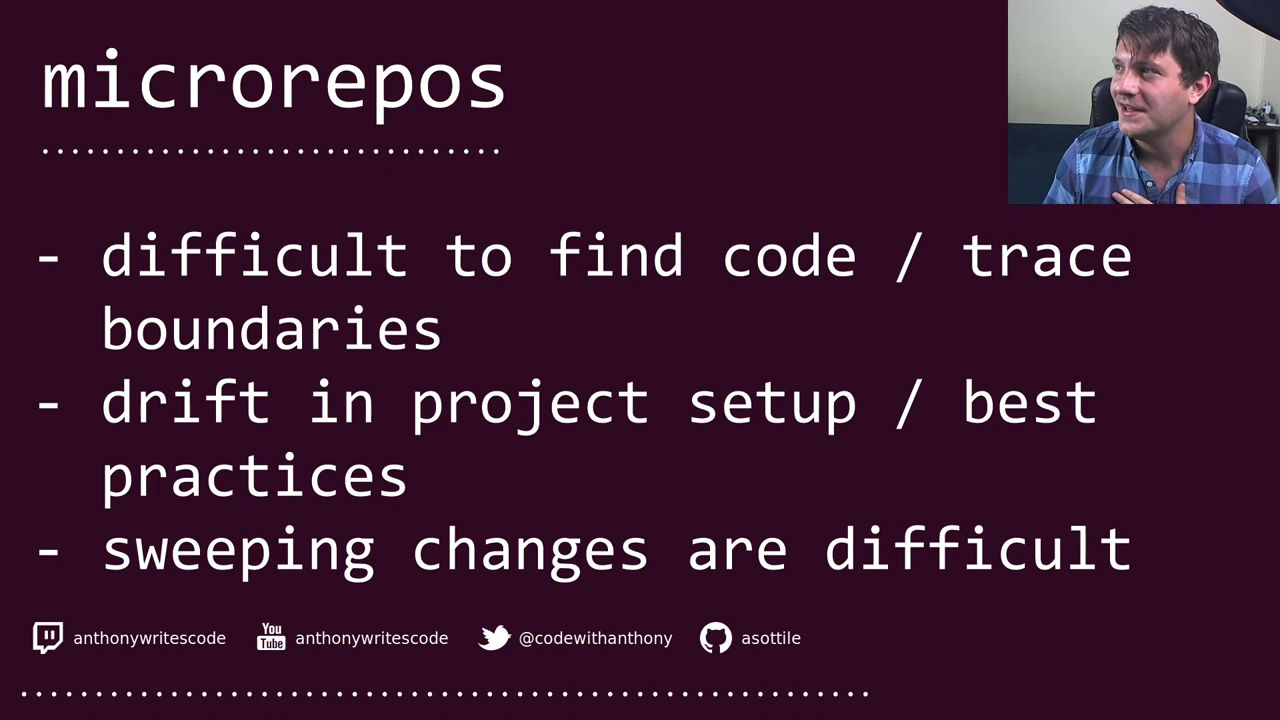 microrepos
- difficult to find code / trace
boundaries
- drift in project setup / best
practices
- sweeping changes are difficult
anthonywritescode You Tube anthonywritescode @codewithanthony asottile